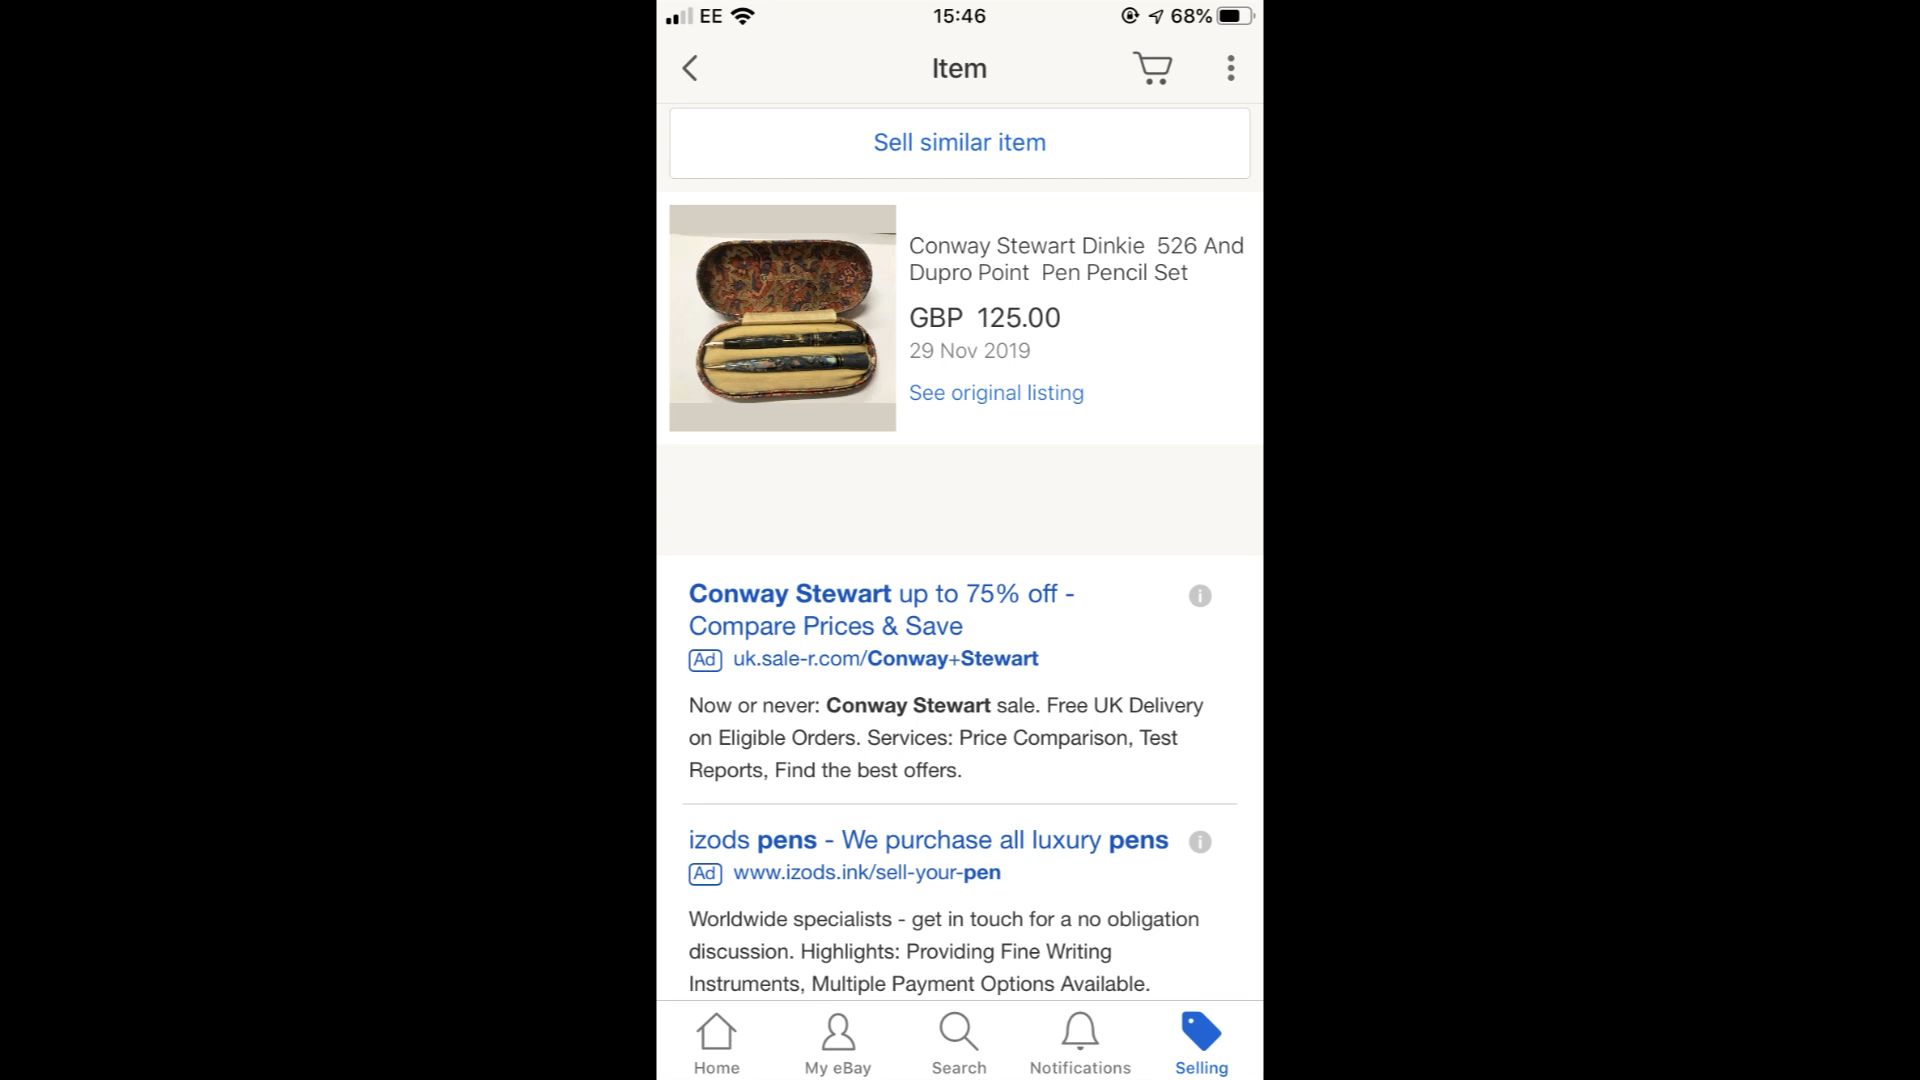 EE 15:46 68%
Item
Sell similar item
Conway Stewart Dinkie 526 And
Dupro Point Pen Pencil Set
GBP 125.00
29 Nov 2019
See original listing
Conway Stewart up to 75% off -
Compare Prices & Save
Ad uk.sale-r.com/Conway+Stewart
Now or never: Conway Stewart sale. Free UK Delivery
on Eligible Orders. Services: Price Comparison, Test
Reports, Find the best offers.
izods pens - We purchase all luxury pens
Ad www.izods.ink/sell-your-pen
Worldwide specialists - get in touch for a no obligation
discussion. Highlights: Providing Fine Writing
Instruments, Multiple Payment Options Available.
Home My eBay Search Notifications Selling